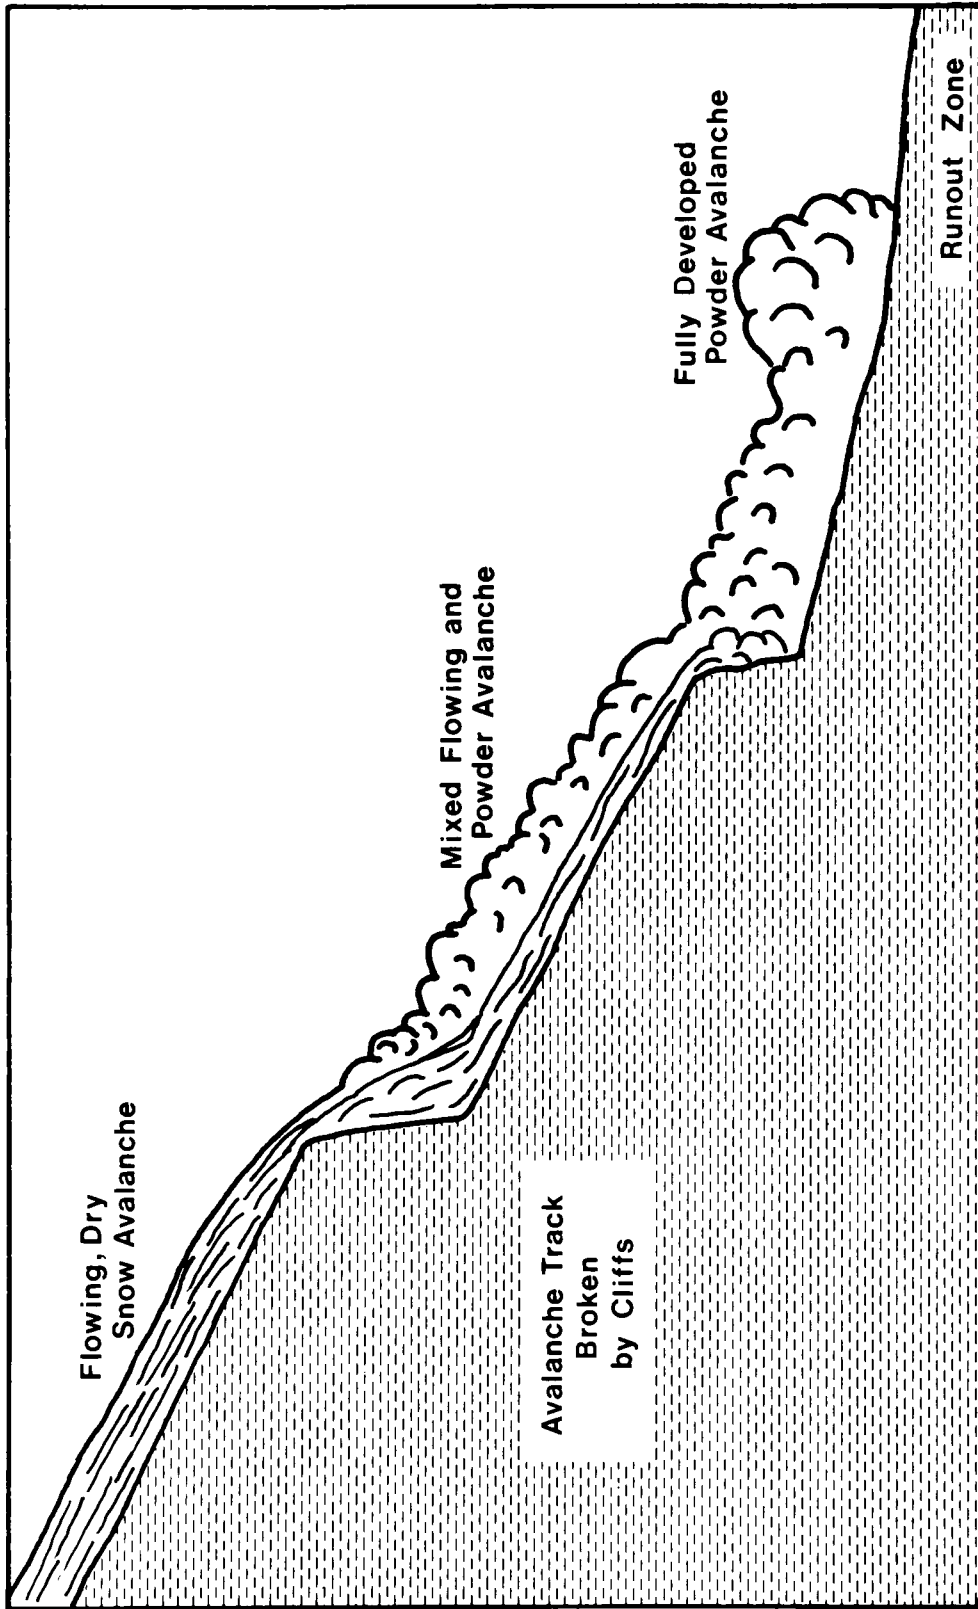 Flowing, Dry
Snow Avalanche
Mixed Flowing and
Powder Avalanche
Fully Developed
Powder Avalanche
Avalanche Track
Broken
by Cliffs
Runout Zone